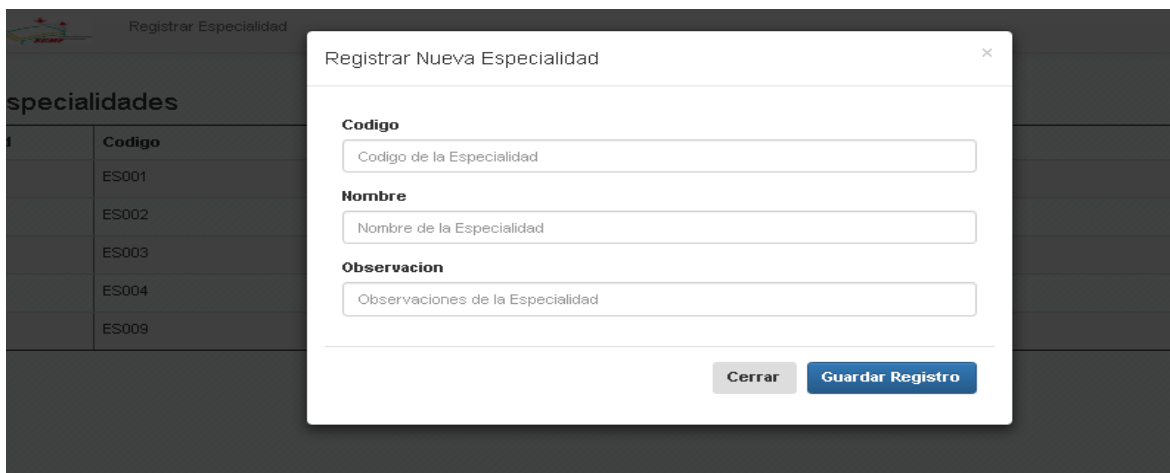 Registrar Especialidad
Registrar Nueva Especialidad ×
specialidades
Codigo
ES001
ES002
ES003
ES004
ES009
Codigo
Codigo de la Especialidad
Nombre
Nombre de la Especialidad
Observacion
Observaciones de la Especialidad
Cerrar Guardar Registro